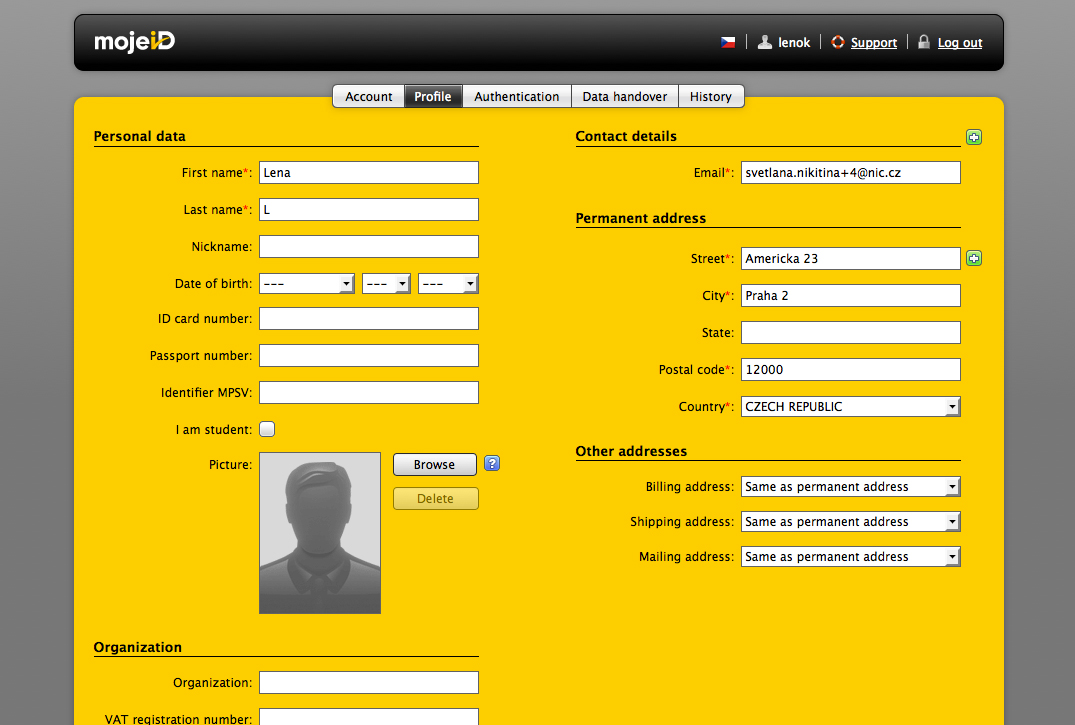 mojeiD
lenok
Support
Log out
Account
Profile
Authentication
Data handover
History
Personal data
First name*: Lena
Last name*: L
Nickname:
Date of birth: --- --- ---
ID card number:
Passport number:
Identifier MPSV:
I am student:
Picture:
Browse
?
Delete
Organization
Organization:
VAT registration number:
Contact details
Email*: svetlana.nikitina+4@nic.cz
Permanent address
Street*: Americka 23
City*: Praha 2
State:
Postal code*: 12000
Country*: CZECH REPUBLIC
Other addresses
Billing address: Same as permanent address
Shipping address: Same as permanent address
Mailing address: Same as permanent address